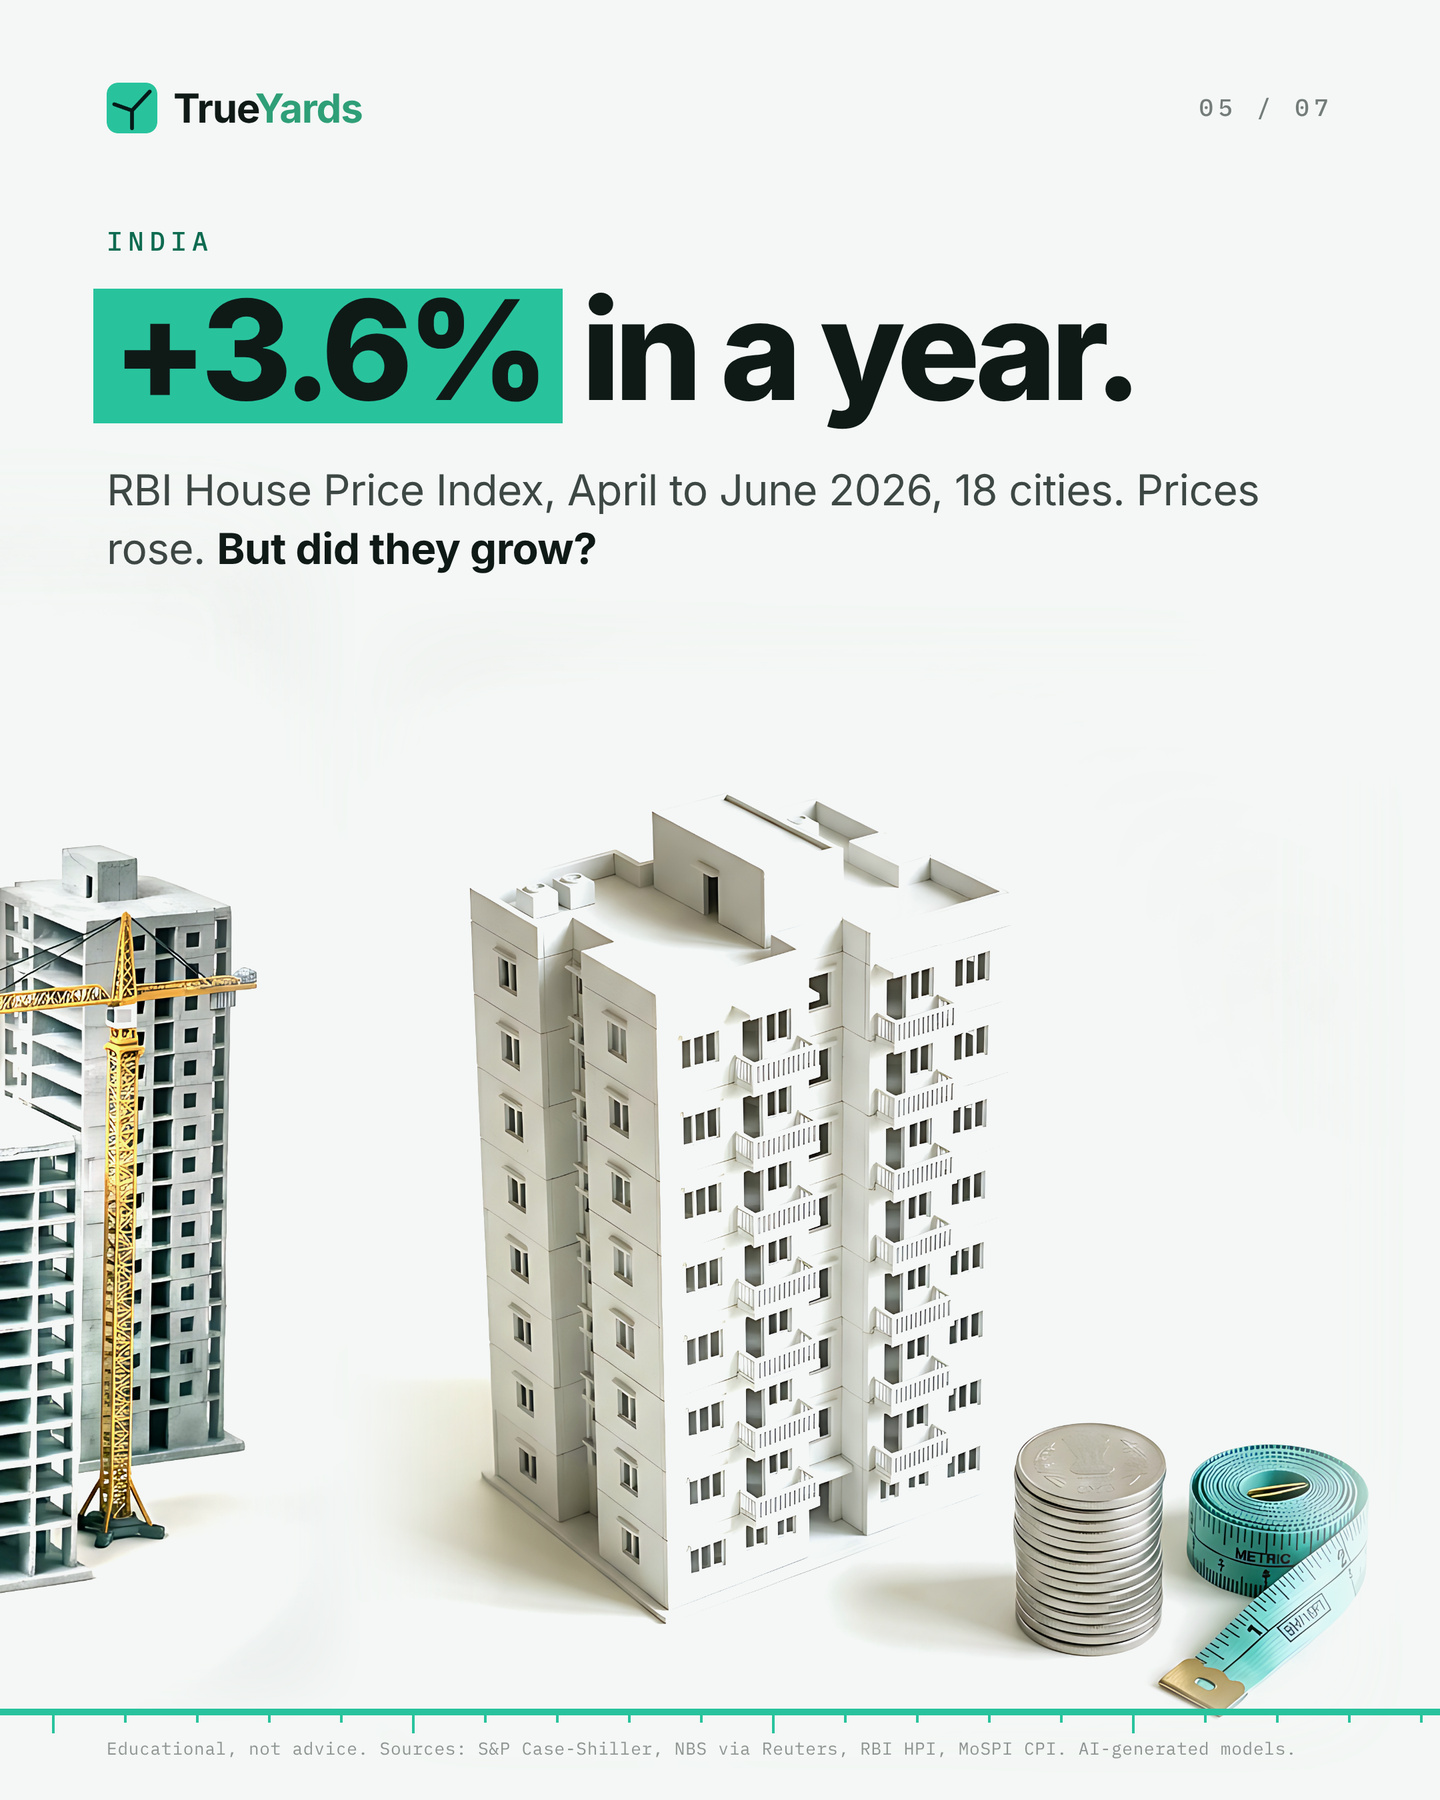 TrueYards
05 / 07
INDIA
+3.6% in a year.
RBI House Price Index, April to June 2026, 18 cities. Prices
rose. But did they grow?
METRIC
2
1
Educational, not advice. Sources: S&P Case-Shiller, NBS via Reuters, RBI HPI, MoSPI CPI. AI-generated models.